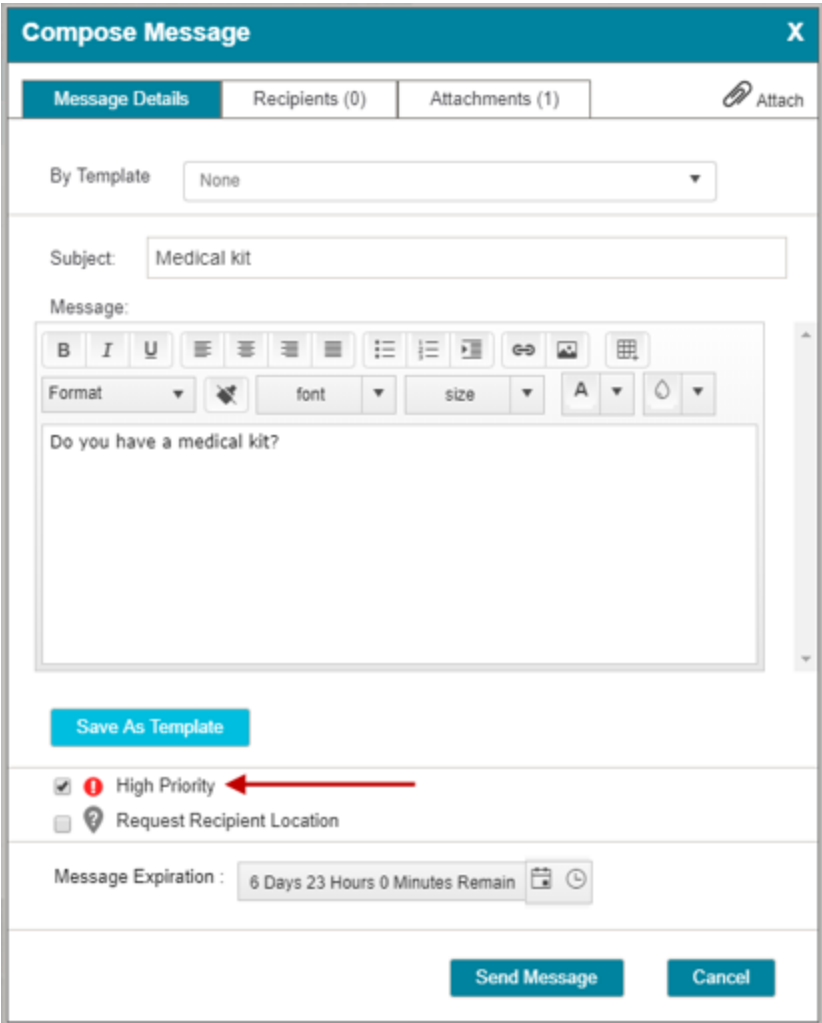 Compose Message X
Message Details Recipients (0) Attachments (1) Attach
By Template None
Subject: Medical kit
Message:
B I U
Format font size A
Do you have a medical kit?
Save As Template
High Priority
Request Recipient Location
Message Expiration : 6 Days 23 Hours 0 Minutes Remain
Send Message Cancel